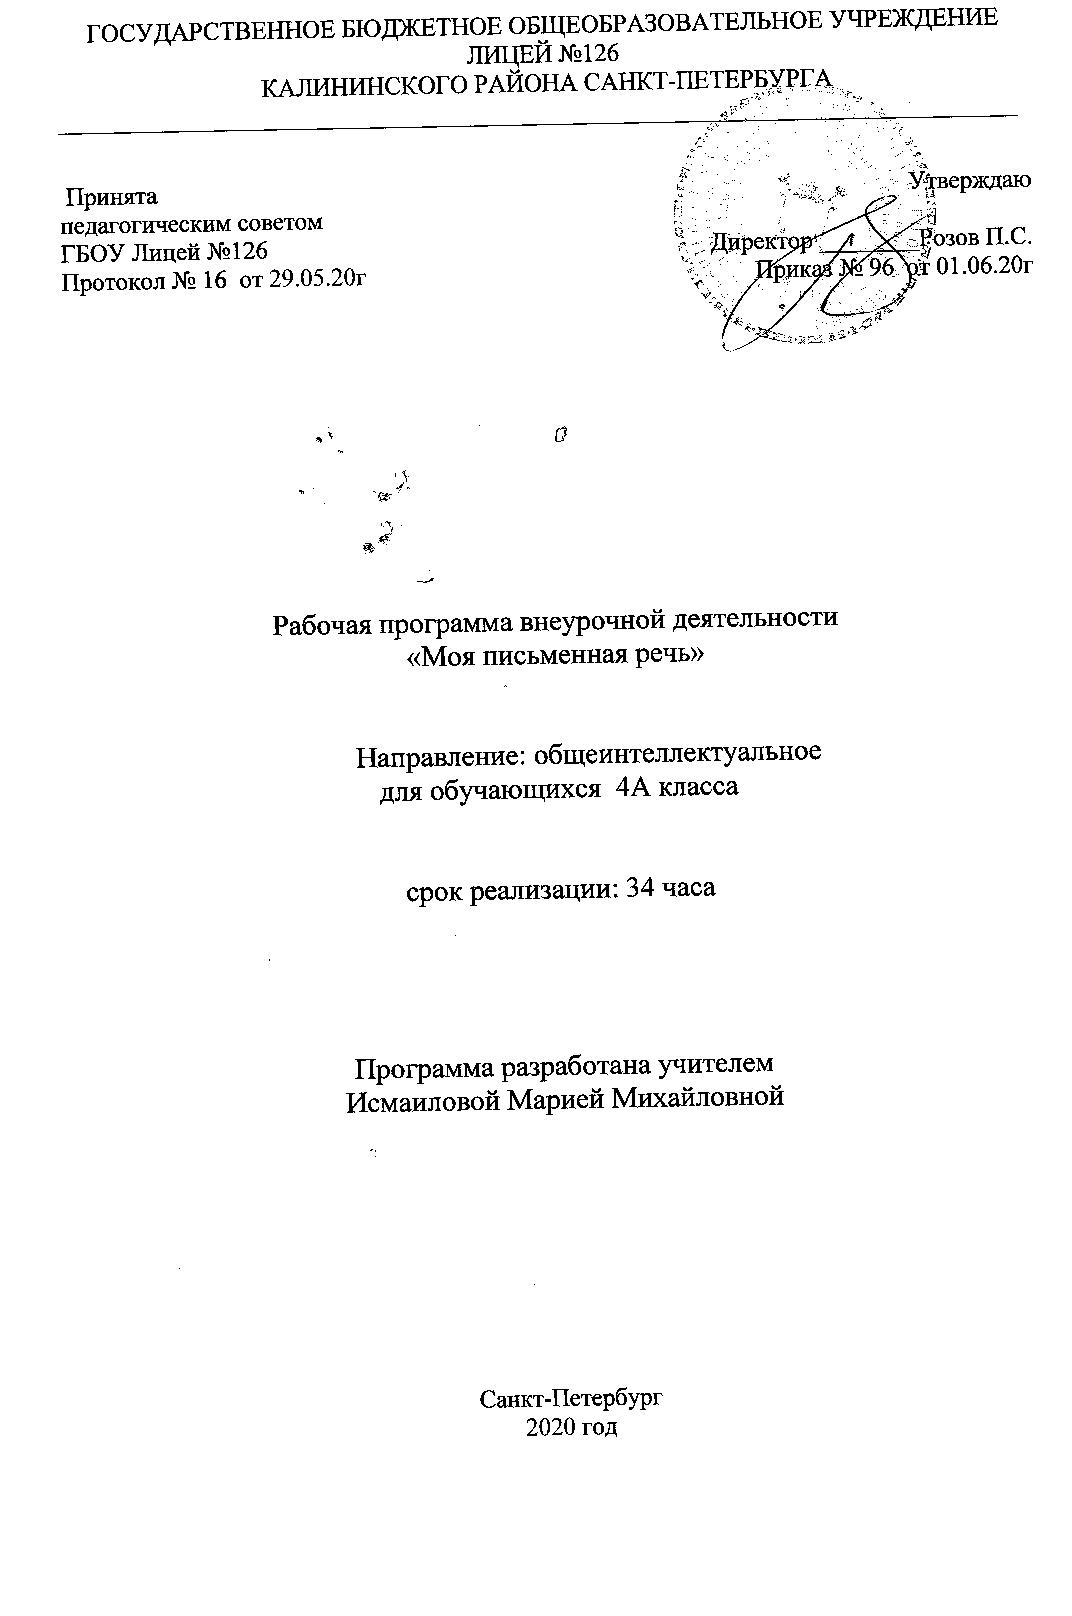 ГОСУДАРСТВЕННОЕ БЮДЖЕТНОЕ ОБЩЕОБРАЗОВАТЕЛЬНОЕ УЧРЕЖДЕНИЕ
ЛИЦЕЙ №126
КАЛИНИНСКОГО РАЙОНА САНКТ-ПЕТЕРБУРГА
Принята
педагогическим советом
ГБОУ Лицей №126
Протокол № 16 от 29.05.20г
Утверждаю
Директор ________ Розов П.С.
Приказ № 96 от 01.06.20г
Рабочая программа внеурочной деятельности
«Моя письменная речь»
Направление: общеинтеллектуальное
для обучающихся 4А класса
срок реализации: 34 часа
Программа разработана учителем
Исмаиловой Марией Михайловной
Санкт-Петербург
2020 год